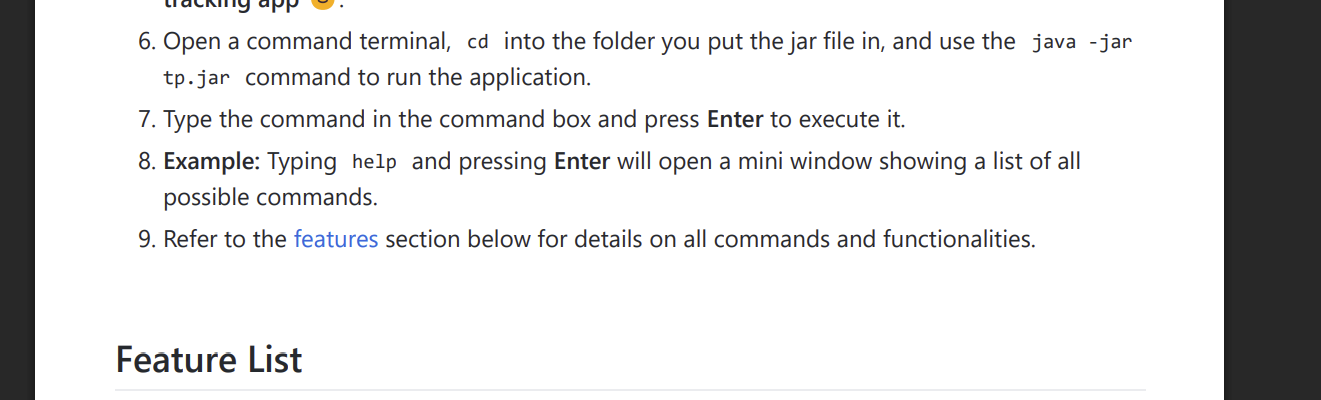 tracking app 😊.
6. Open a command terminal, cd into the folder you put the jar file in, and use the java -jar
tp.jar command to run the application.
7. Type the command in the command box and press Enter to execute it.
8. Example: Typing help and pressing Enter will open a mini window showing a list of all
possible commands.
9. Refer to the features section below for details on all commands and functionalities.
Feature List